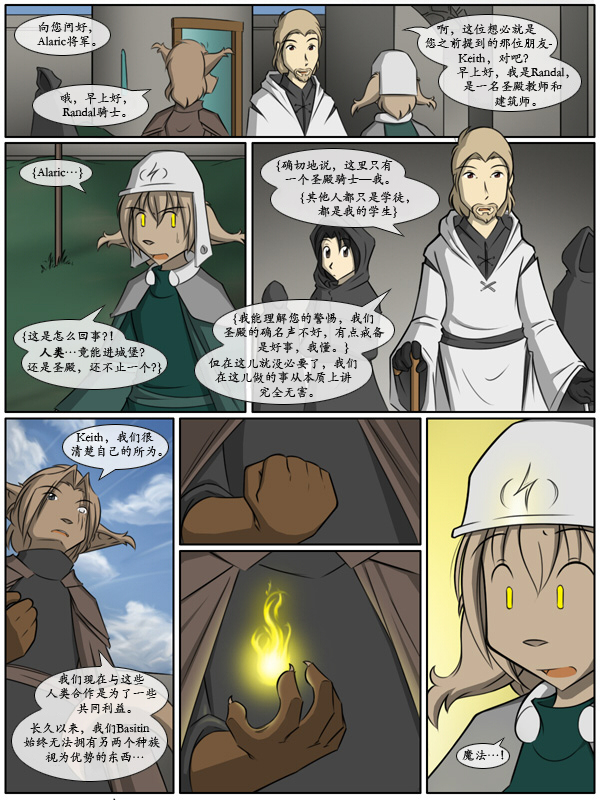 向您问好，
Alaric将军。
哦，早上好，
Randal骑士。
啊，这位想必就是
您之前提到的那位朋友-
Keith，对吧？
早上好，我是Randal，
是一名圣殿教师和
建筑师。
{Alaric…}
{这是怎么回事?!
人类…竟能进城堡?
还是圣殿，还不止一个?}
{确切地说，这里只有
一个圣殿骑士—我。
{其他人都只是学徒，
都是我的学生}
{我能理解您的警惕，我们
圣殿的确名声不好，有点戒备
是好事，我懂。}
但在这儿就没必要了，我们
在这儿做的事从本质上讲
完全无害。
Keith，我们很
清楚自己的所为。
我们现在与这些
人类合作是为了一些
共同利益。
长久以来，我们Basitin
始终无法拥有另两个种族
视为优势的东西…
魔法…!